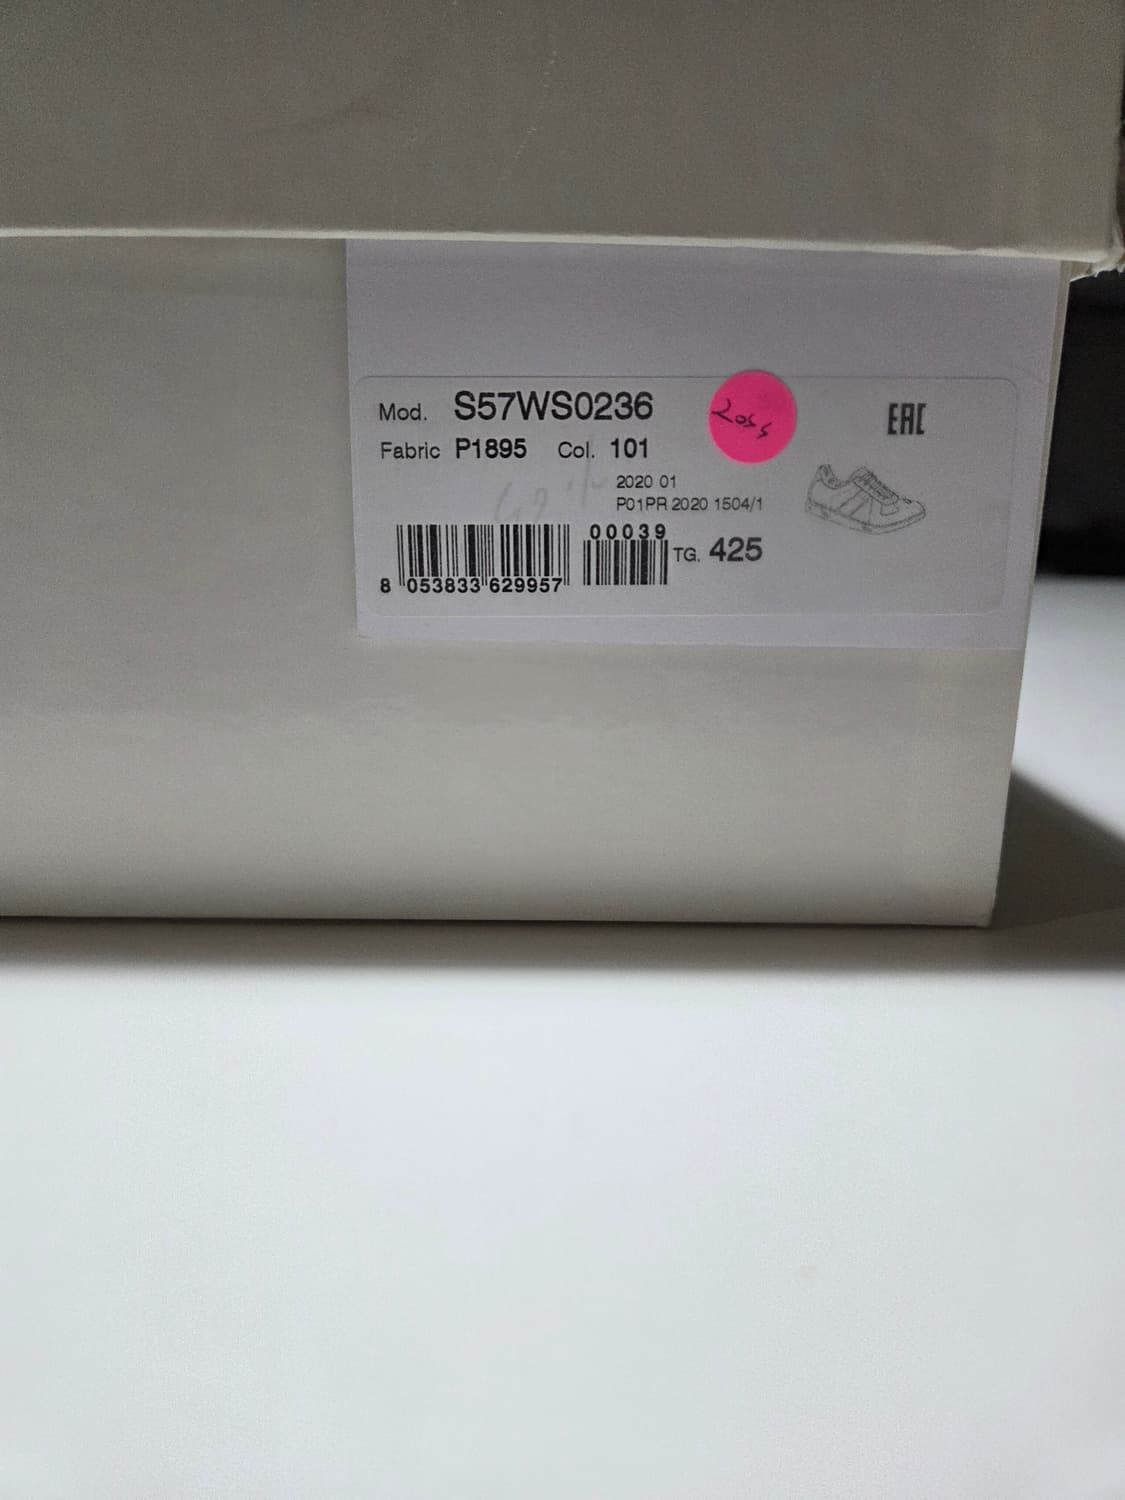 Mod. S57WS0236
EAC
Fabric P1895 Col. 101
2020 01
P01PR 2020 1504/1
00039
TG. 425
8 053833 629957